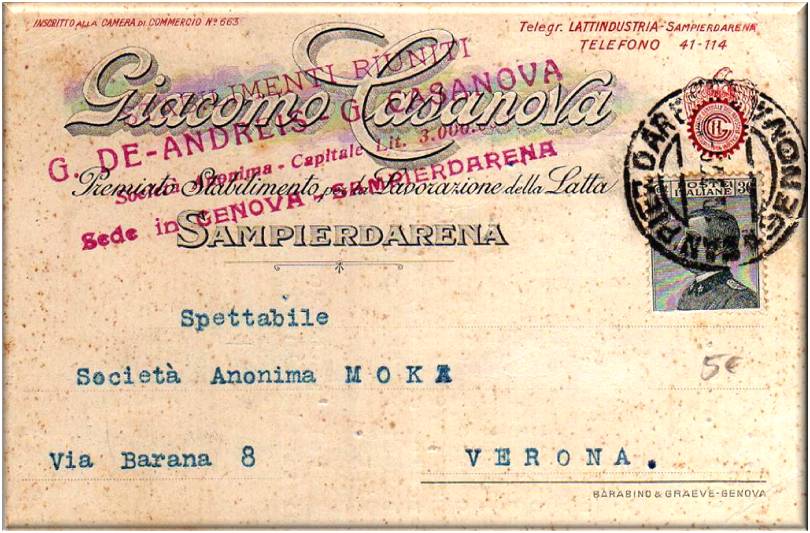 INSCRITTO ALLA CAMERA DI COMMERCIO Nº 663
Telegr. LATTINDUSTRIA-SAMPIERDARENA
TELEFONO 41-114
Giacomo Casanova
STABILIMENTI RIUNITI
G. DE-ANDREIS - G. CASANOVA
Società Anonima - Capitale Lit. 3.000.000
Sede in GENOVA - SAMPIERDARENA
Premiato Stabilimento per la Lavorazione della Latta
SAMPIERDARENA
POSTE ITALIANE 30
Spettabile
Società Anonima MOKA
Via Barana 8
VERONA.
5€
BARABINO & GRAEVE-GENOVA